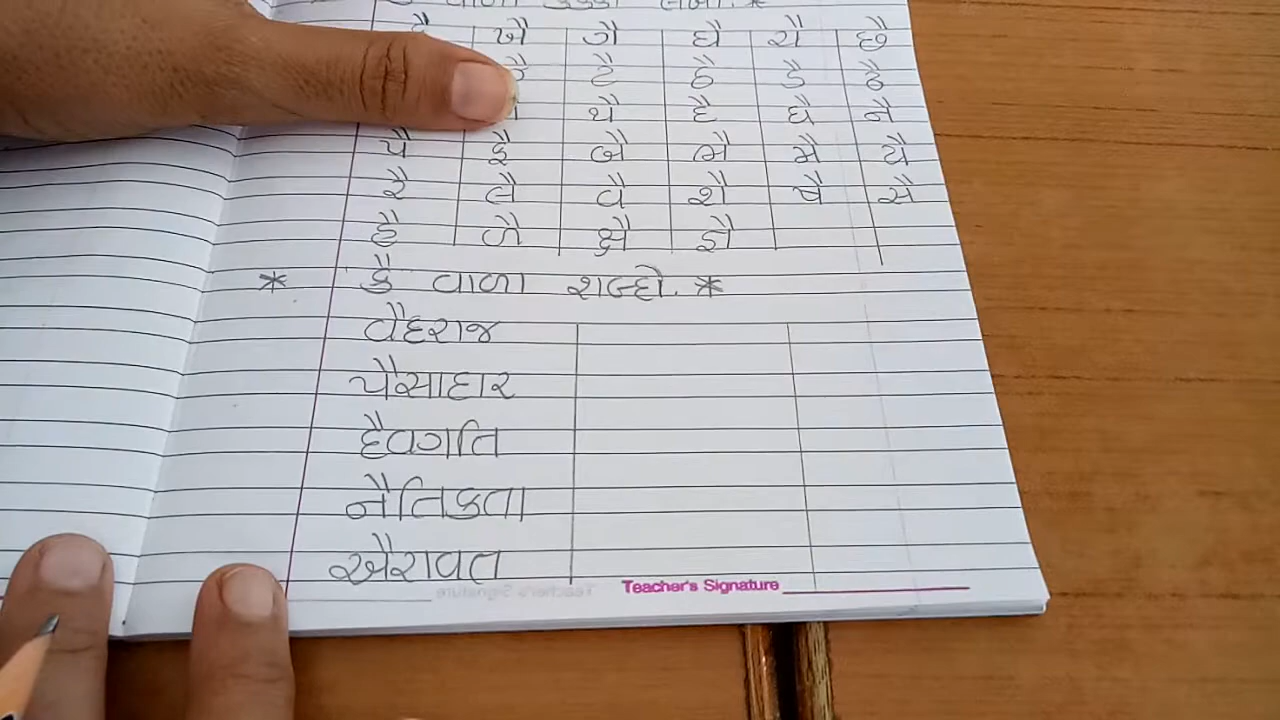 ખૈ ગૈ ઘૈ ચૈ છૈ
ટૈ ઠૈ ડૈ ઢૈ
થૈ દૈ ધૈ નૈ
પૈ ફૈ બૈ ભૈ મૈ યૈ
રૈ લૈ વૈ શૈ ષૈ સૈ
હૈ ળૈ ક્ષૈ જ્ઞૈ
* કૈ વાળા શબ્દો. *
વૈદરાજ
પૈસાદાર
દૈવગતિ
નૈતિકતા
ઐરાવત
Teacher's Signature